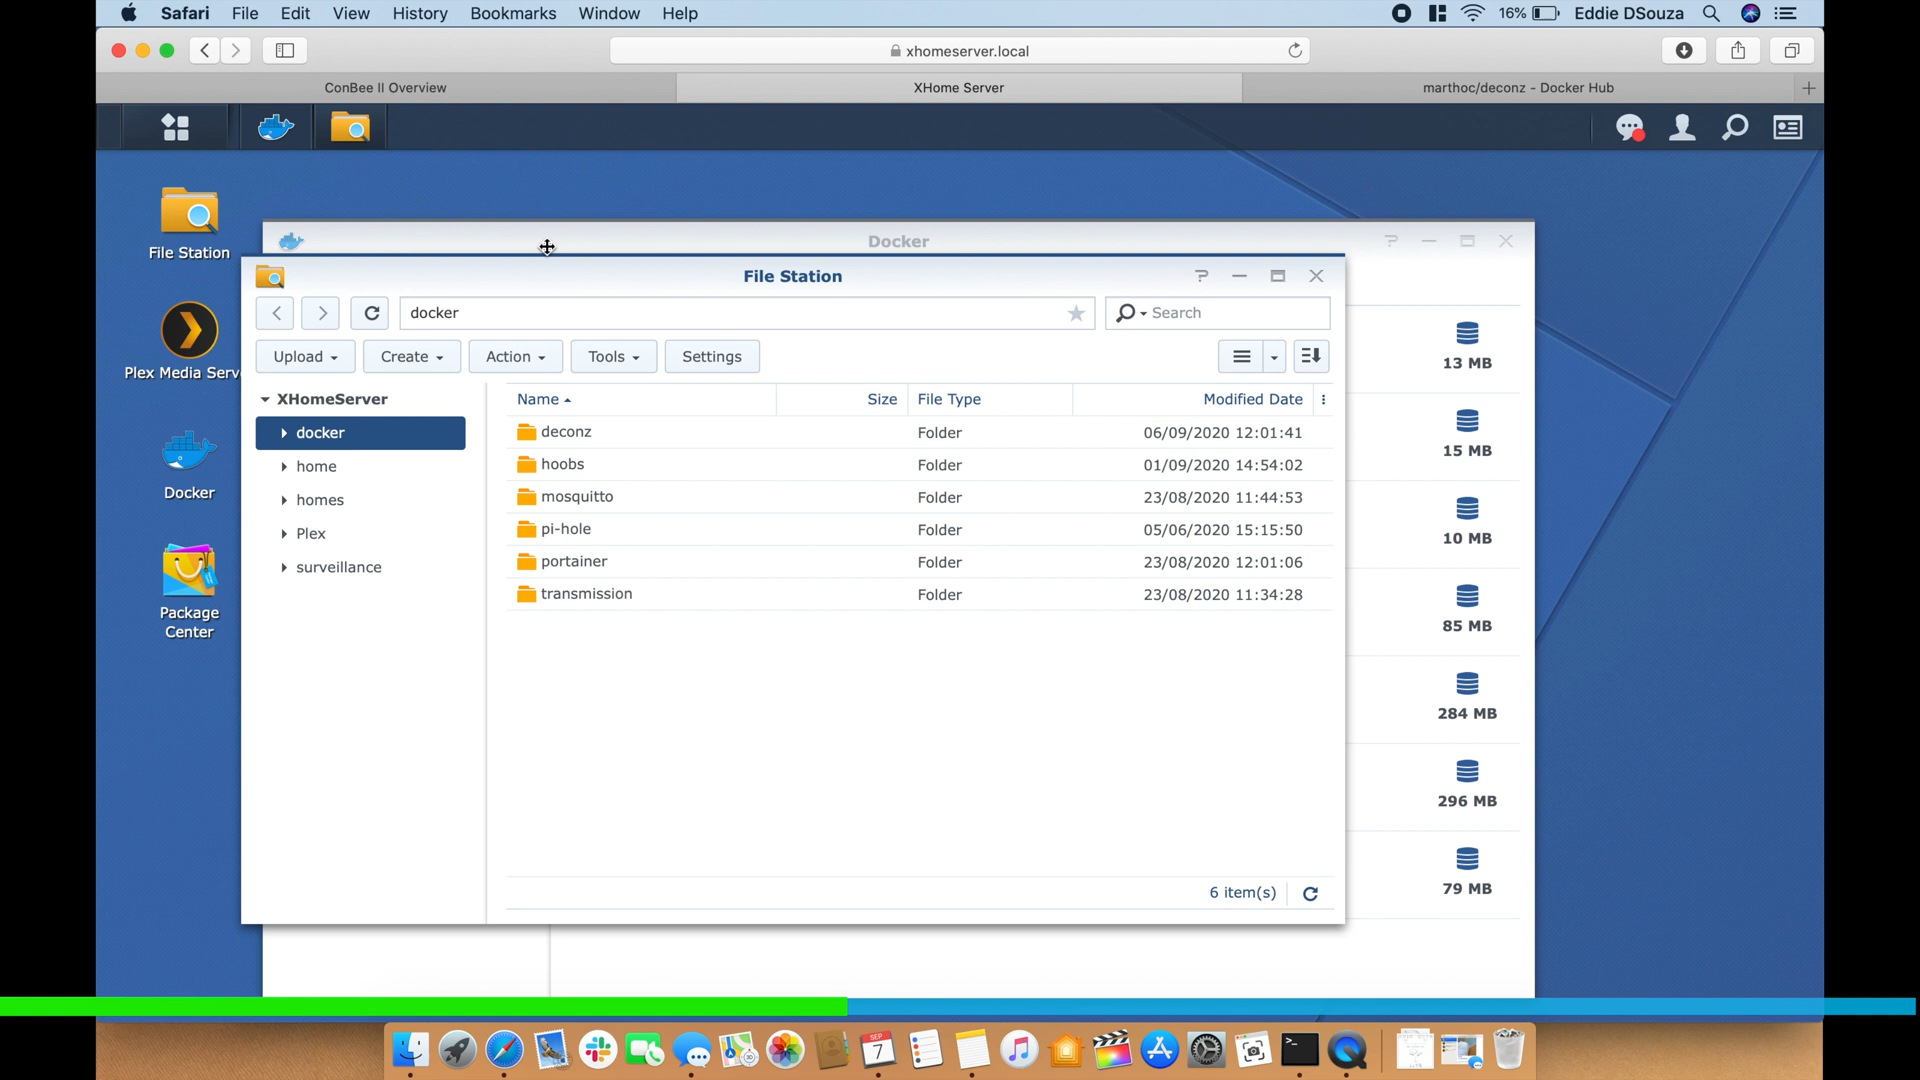 Safari File Edit View History Bookmarks Window Help 16% Eddie DSouza
xhomeserver.local
ConBee II Overview XHome Server marthoc/deconz - Docker Hub
File Station
Plex Media Serv
Docker
Package
Center
Docker
File Station
docker Search
Upload Create Action Tools Settings
XHomeServer
docker
home
homes
Plex
surveillance
Name Size File Type Modified Date
deconz Folder 06/09/2020 12:01:41
hoobs Folder 01/09/2020 14:54:02
mosquitto Folder 23/08/2020 11:44:53
pi-hole Folder 05/06/2020 15:15:50
portainer Folder 23/08/2020 12:01:06
transmission Folder 23/08/2020 11:34:28
6 item(s)
13 MB
15 MB
10 MB
85 MB
284 MB
296 MB
79 MB
SEP
7